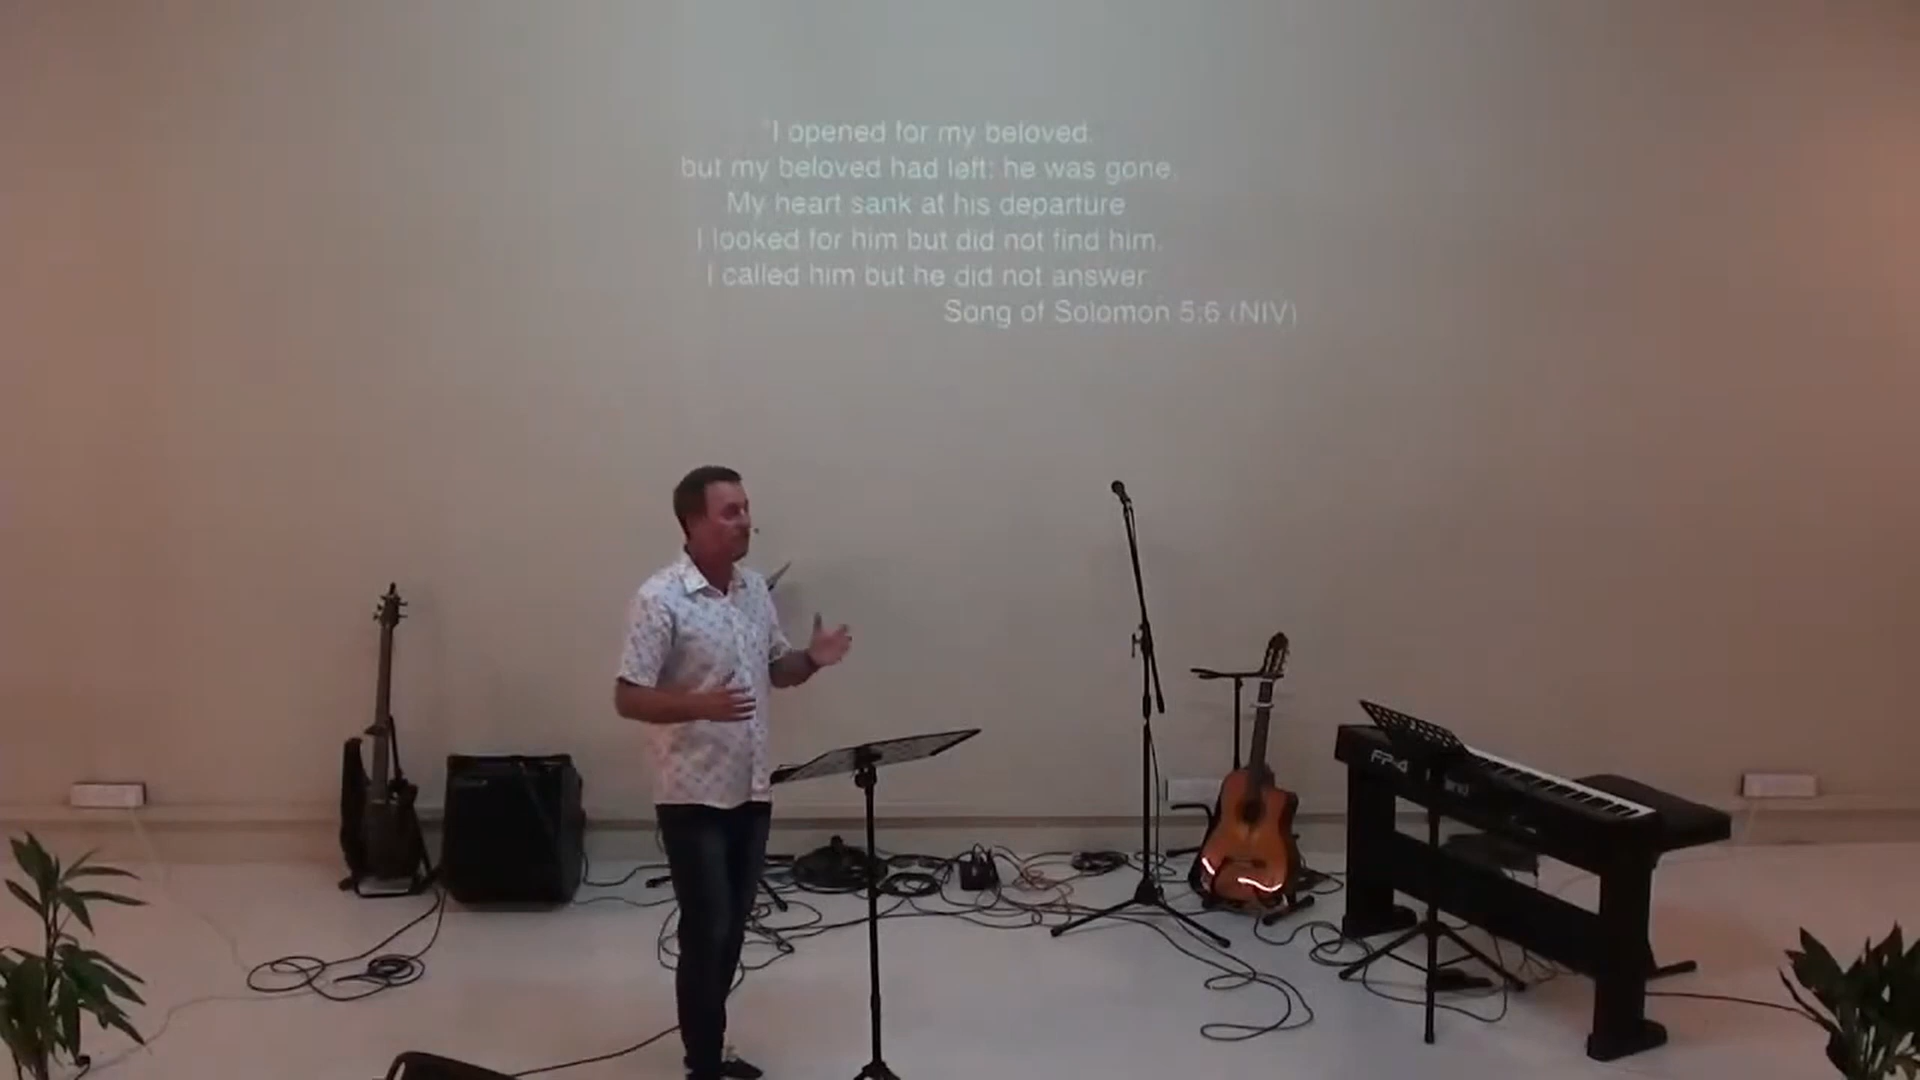 "I opened for my beloved,
but my beloved had left; he was gone.
My heart sank at his departure
I looked for him but did not find him.
I called him but he did not answer.
Song of Solomon 5:6 (NIV)
FP-4